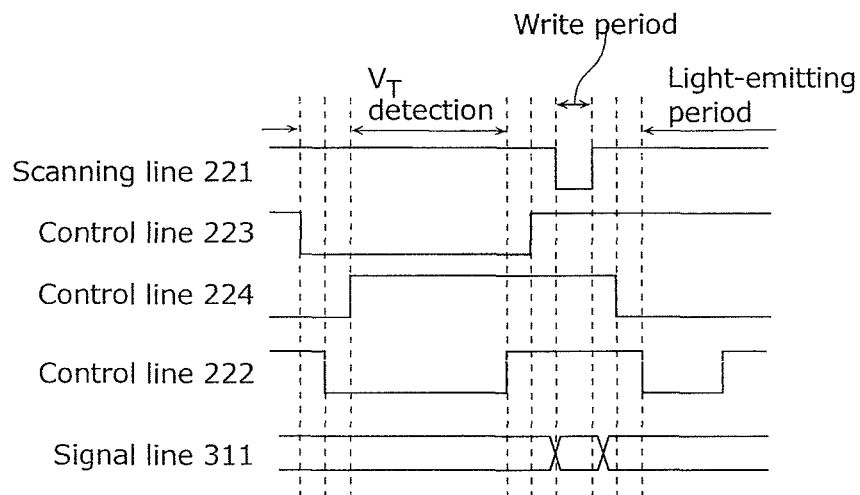 Write period
V_T
detection
Light-emitting
period
Scanning line 221
Control line 223
Control line 224
Control line 222
Signal line 311